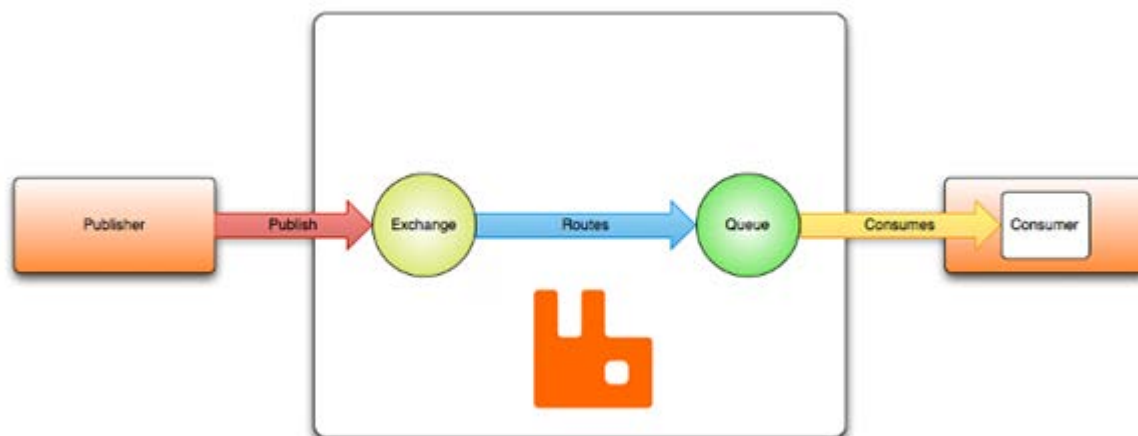 Publisher
Publish
Exchange
Routes
Queue
Consumes
Consumer